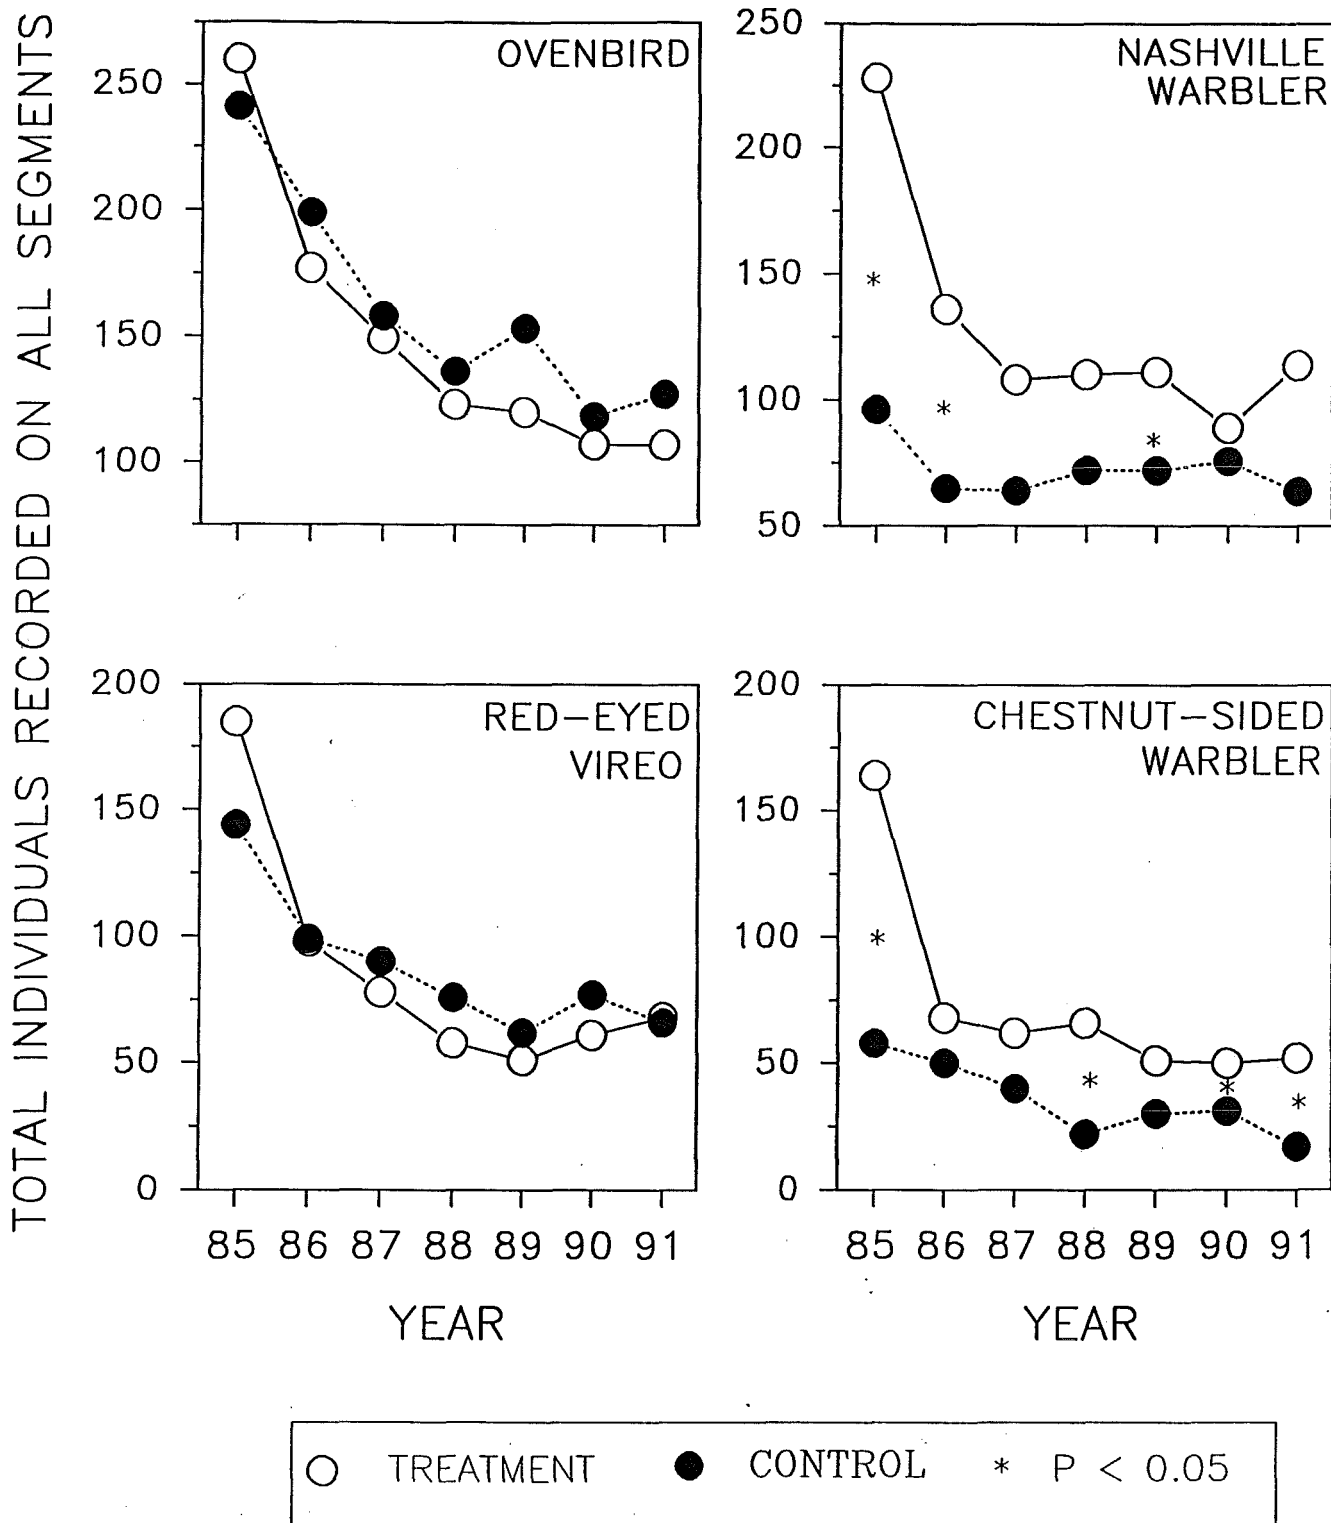 TOTAL INDIVIDUALS RECORDED ON ALL SEGMENTS
OVENBIRD
250
200
150
100
NASHVILLE
WARBLER
250
200
150
100
50
*
*
*
RED-EYED
VIREO
200
150
100
50
0
85 86 87 88 89 90 91
YEAR
CHESTNUT-SIDED
WARBLER
200
150
100
50
0
*
*
*
*
85 86 87 88 89 90 91
YEAR
TREATMENT CONTROL * P < 0.05